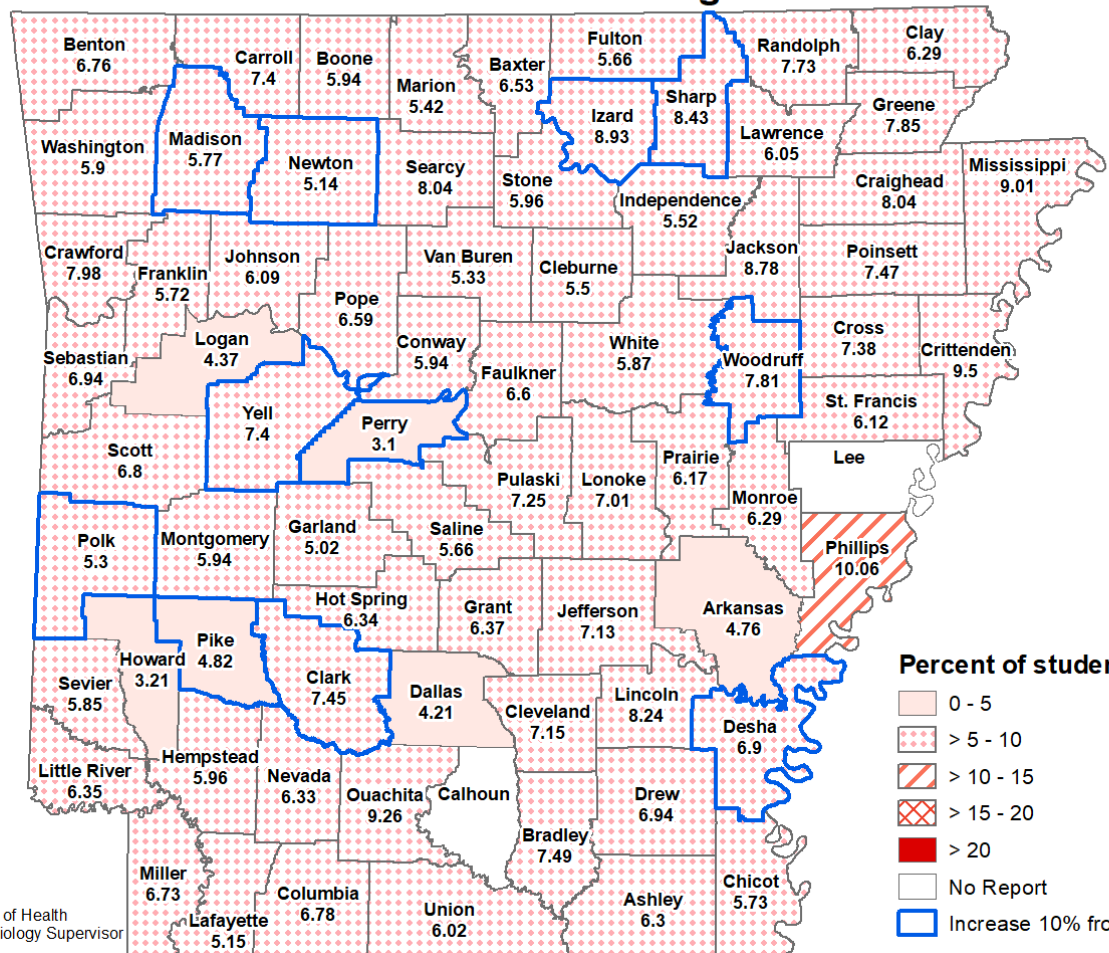 Benton
6.76
Carroll
7.4
Boone
5.94
Marion
5.42
Baxter
6.53
Fulton
5.66
Randolph
7.73
Clay
6.29
Izard
8.93
Sharp
8.43
Greene
7.85
Lawrence
6.05
Washington
5.9
Madison
5.77
Newton
5.14
Searcy
8.04
Stone
5.96
Independence
5.52
Craighead
8.04
Mississippi
9.01
Crawford
7.98
Franklin
5.72
Johnson
6.09
Pope
6.59
Van Buren
5.33
Cleburne
5.5
Jackson
8.78
Poinsett
7.47
Sebastian
6.94
Logan
4.37
Conway
5.94
Faulkner
6.6
White
5.87
Woodruff
7.81
Cross
7.38
Crittenden
9.5
St. Francis
6.12
Scott
6.8
Yell
7.4
Perry
3.1
Pulaski
7.25
Lonoke
7.01
Prairie
6.17
Monroe
6.29
Lee
Phillips
10.06
Polk
5.3
Montgomery
5.94
Garland
5.02
Saline
5.66
Hot Spring
6.34
Grant
6.37
Jefferson
7.13
Arkansas
4.76
Sevier
5.85
Howard
3.21
Pike
4.82
Clark
7.45
Dallas
4.21
Cleveland
7.15
Lincoln
8.24
Desha
6.9
Little River
6.35
Hempstead
5.96
Nevada
6.33
Ouachita
9.26
Calhoun
Bradley
7.49
Drew
6.94
Miller
6.73
Lafayette
5.15
Columbia
6.78
Union
6.02
Ashley
6.3
Chicot
5.73
Percent of studen
0 - 5
> 5 - 10
> 10 - 15
> 15 - 20
> 20
No Report
Increase 10% fro
of Health
iology Supervisor